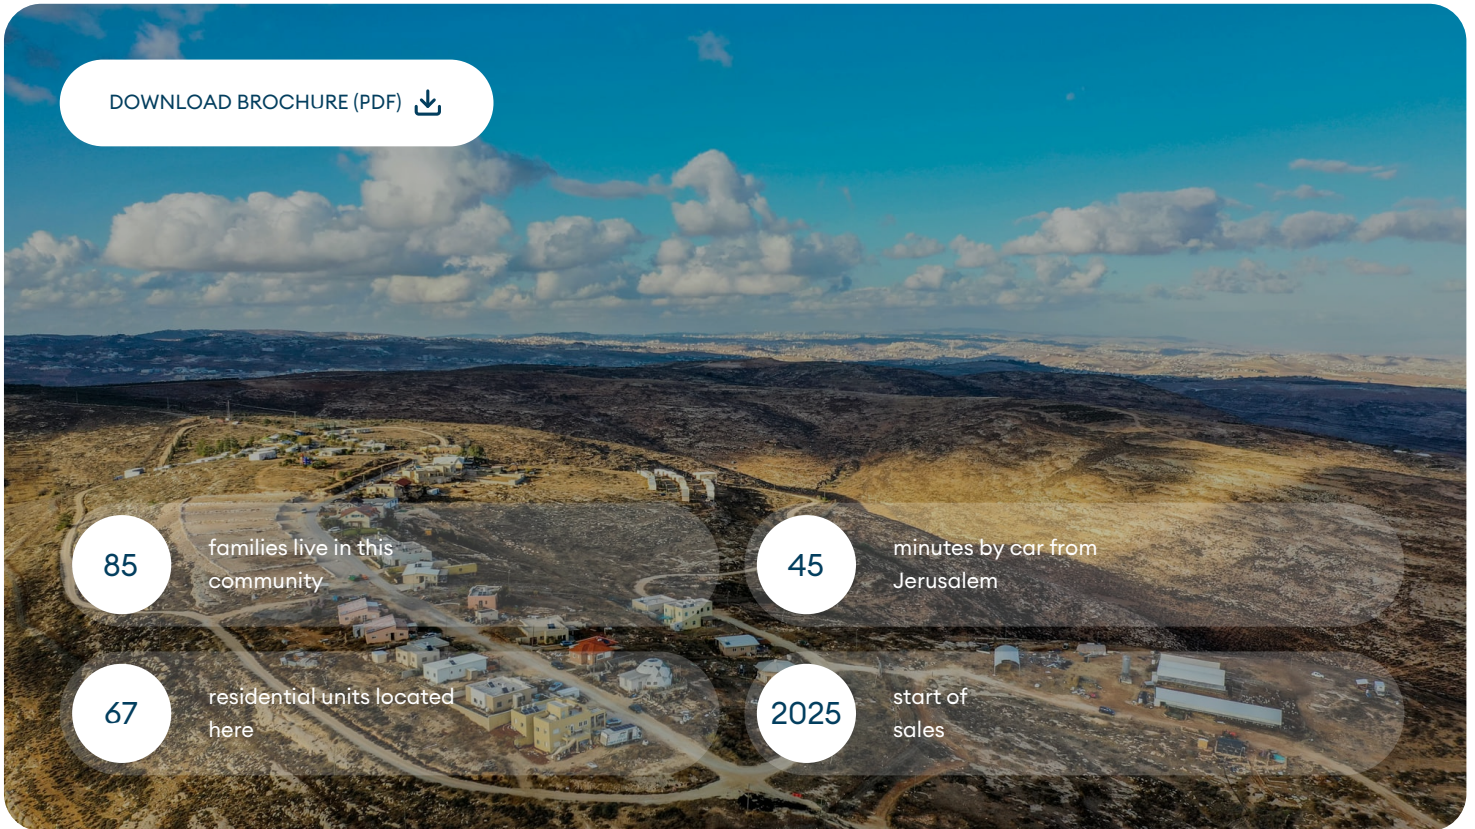 DOWNLOAD BROCHURE (PDF)
85
families live in this
community
45
minutes by car from
Jerusalem
67
residential units located
here
2025
start of
sales